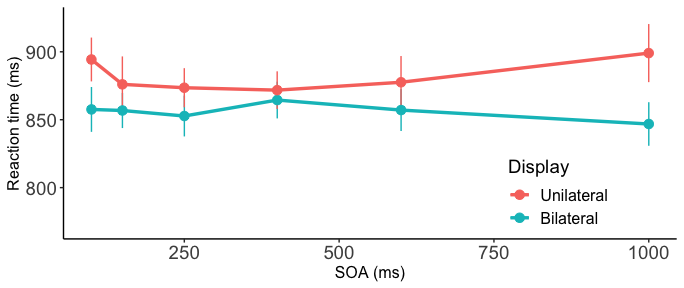 Reaction time (ms)
900
850
800
250
500
750
1000
SOA (ms)
Display
Unilateral
Bilateral